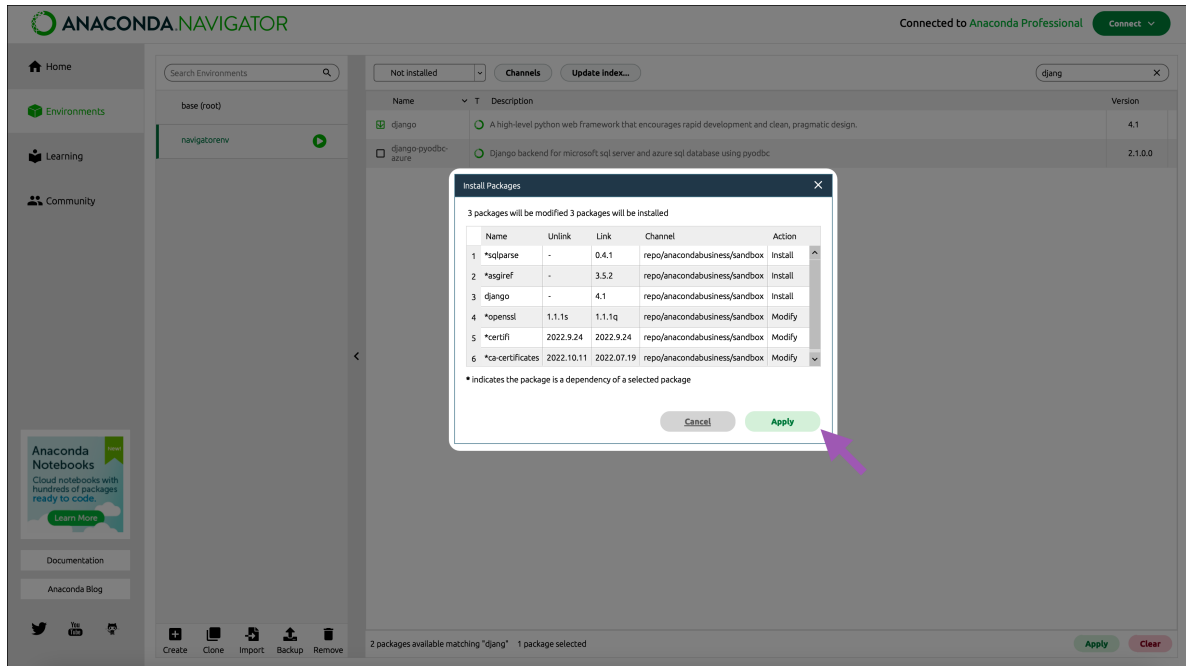 ANACONDA.NAVIGATOR
Connected to Anaconda Professional
Connect
Home
Environments
Learning
Community
Search Environments
base (root)
navigatorenv
Not installed
Channels
Update index...
djang
Name T Description Version
django A high-level python web framework that encourages rapid development and clean, pragmatic design. 4.1
django-pyodbc-
azure
Django backend for microsoft sql server and azure sql database using pyodbc 2.1.0.0
Install Packages
3 packages will be modified 3 packages will be installed
Name Unlink Link Channel Action
1 *sqlparse - 0.4.1 repo/anacondabusiness/sandbox Install
2 *asgiref - 3.5.2 repo/anacondabusiness/sandbox Install
3 django - 4.1 repo/anacondabusiness/sandbox Install
4 *openssl 1.1.1s 1.1.1q repo/anacondabusiness/sandbox Modify
5 *certifi 2022.9.24 2022.9.24 repo/anacondabusiness/sandbox Modify
6 *ca-certificates 2022.10.11 2022.07.19 repo/anacondabusiness/sandbox Modify
* indicates the package is a dependency of a selected package
Cancel
Apply
Anaconda
Notebooks
Cloud notebooks with
hundreds of packages
ready to code.
Learn More
Documentation
Anaconda Blog
You
Tube
Create Clone Import Backup Remove
2 packages available matching "djang" 1 package selected
Apply
Clear